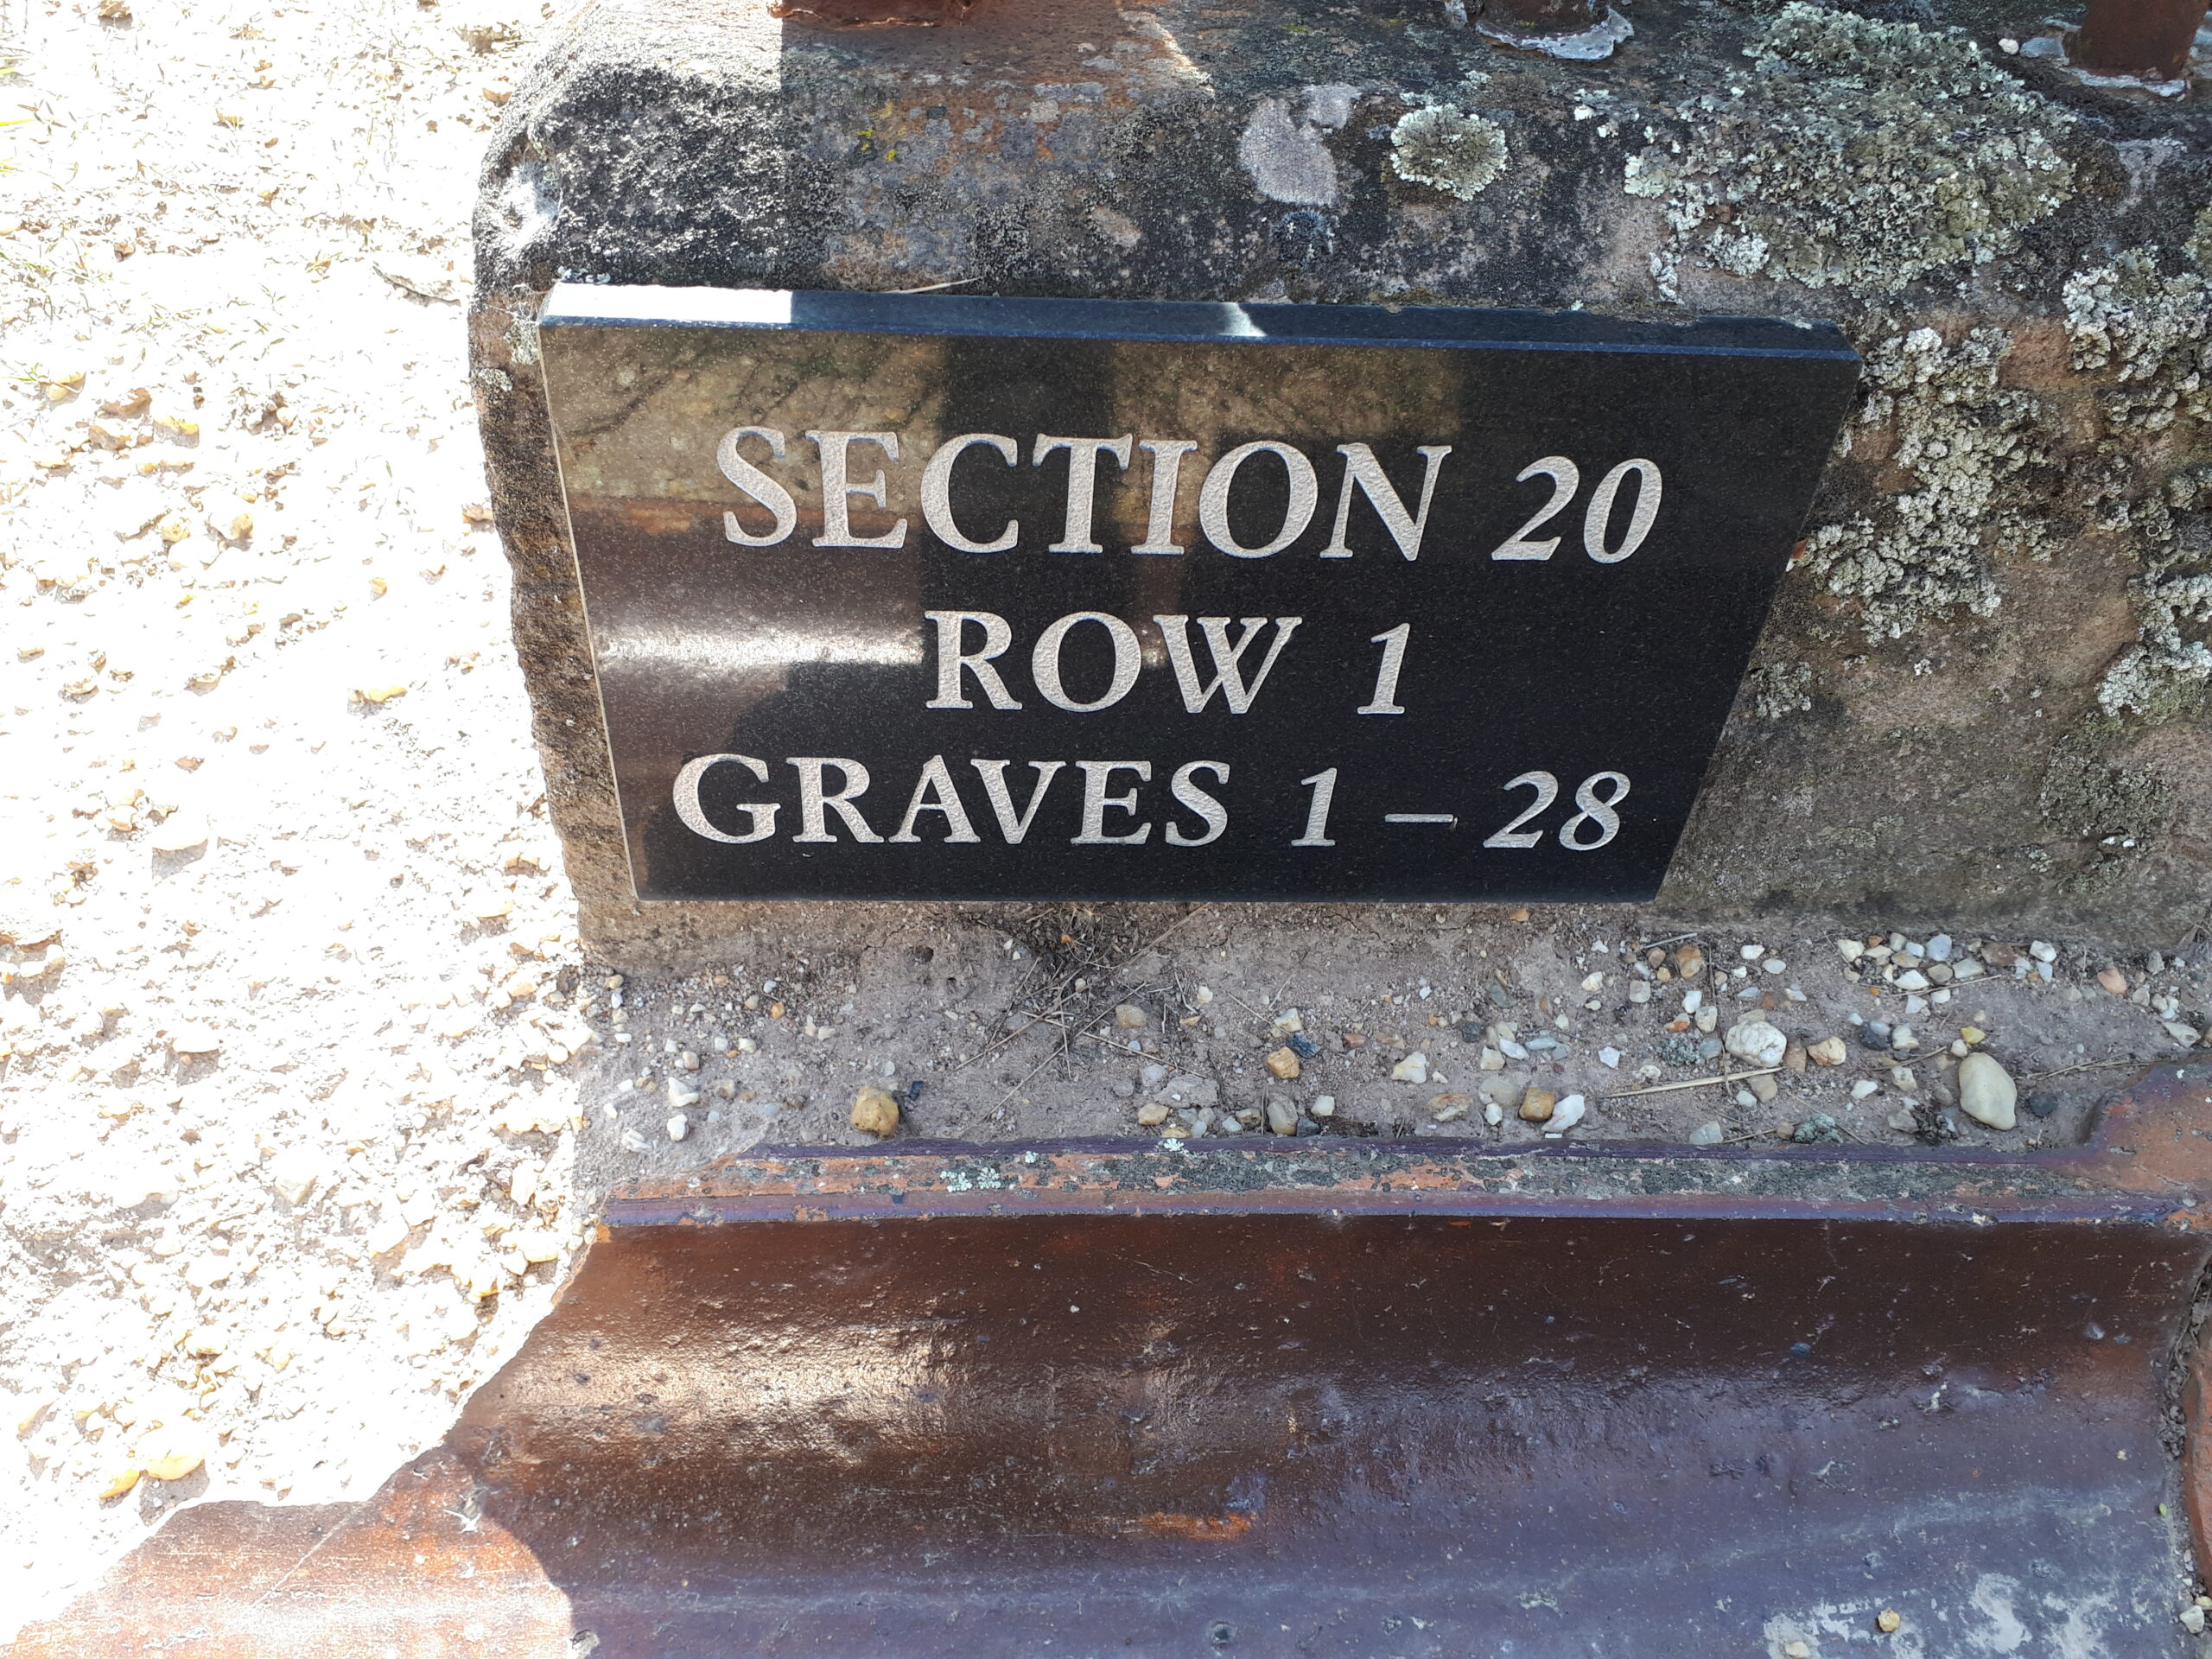 SECTION 20
ROW 1
GRAVES 1 – 28